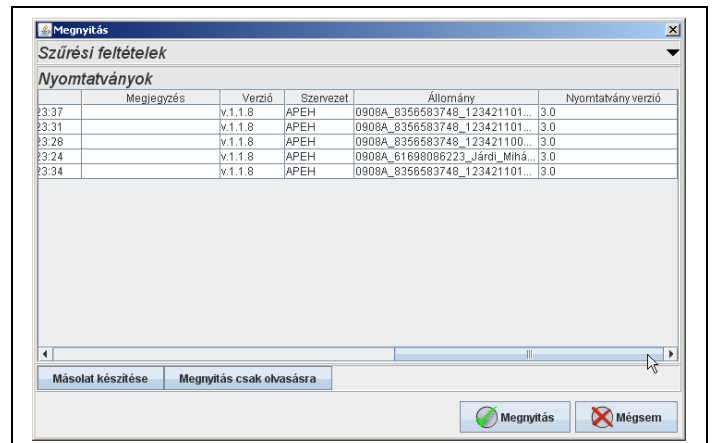 Megnyitás
Szűrési feltételek
Nyomtatványok
Megjegyzés Verzió Szervezet Állomány Nyomtatvány verzió
23:37 v.1.1.8 APEH 0908A_8356583748_123421101... 3.0
23:31 v.1.1.8 APEH 0908A_8356583748_123421101... 3.0
23:28 v.1.1.8 APEH 0908A_8356583748_123421100... 3.0
23:24 v.1.1.8 APEH 0908A_61698086223_Járdi_Mihá... 3.0
23:34 v.1.1.8 APEH 0908A_8356583748_123421101... 3.0
Másolat készítése Megnyitás csak olvasásra
Megnyitás Mégsem